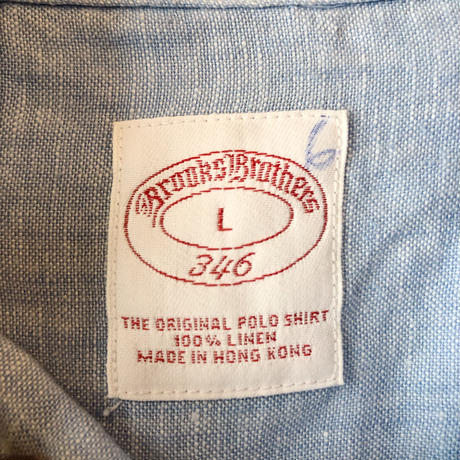 6
Brooks Brothers
L
346
THE ORIGINAL POLO SHIRT
100% LINEN
MADE IN HONG KONG